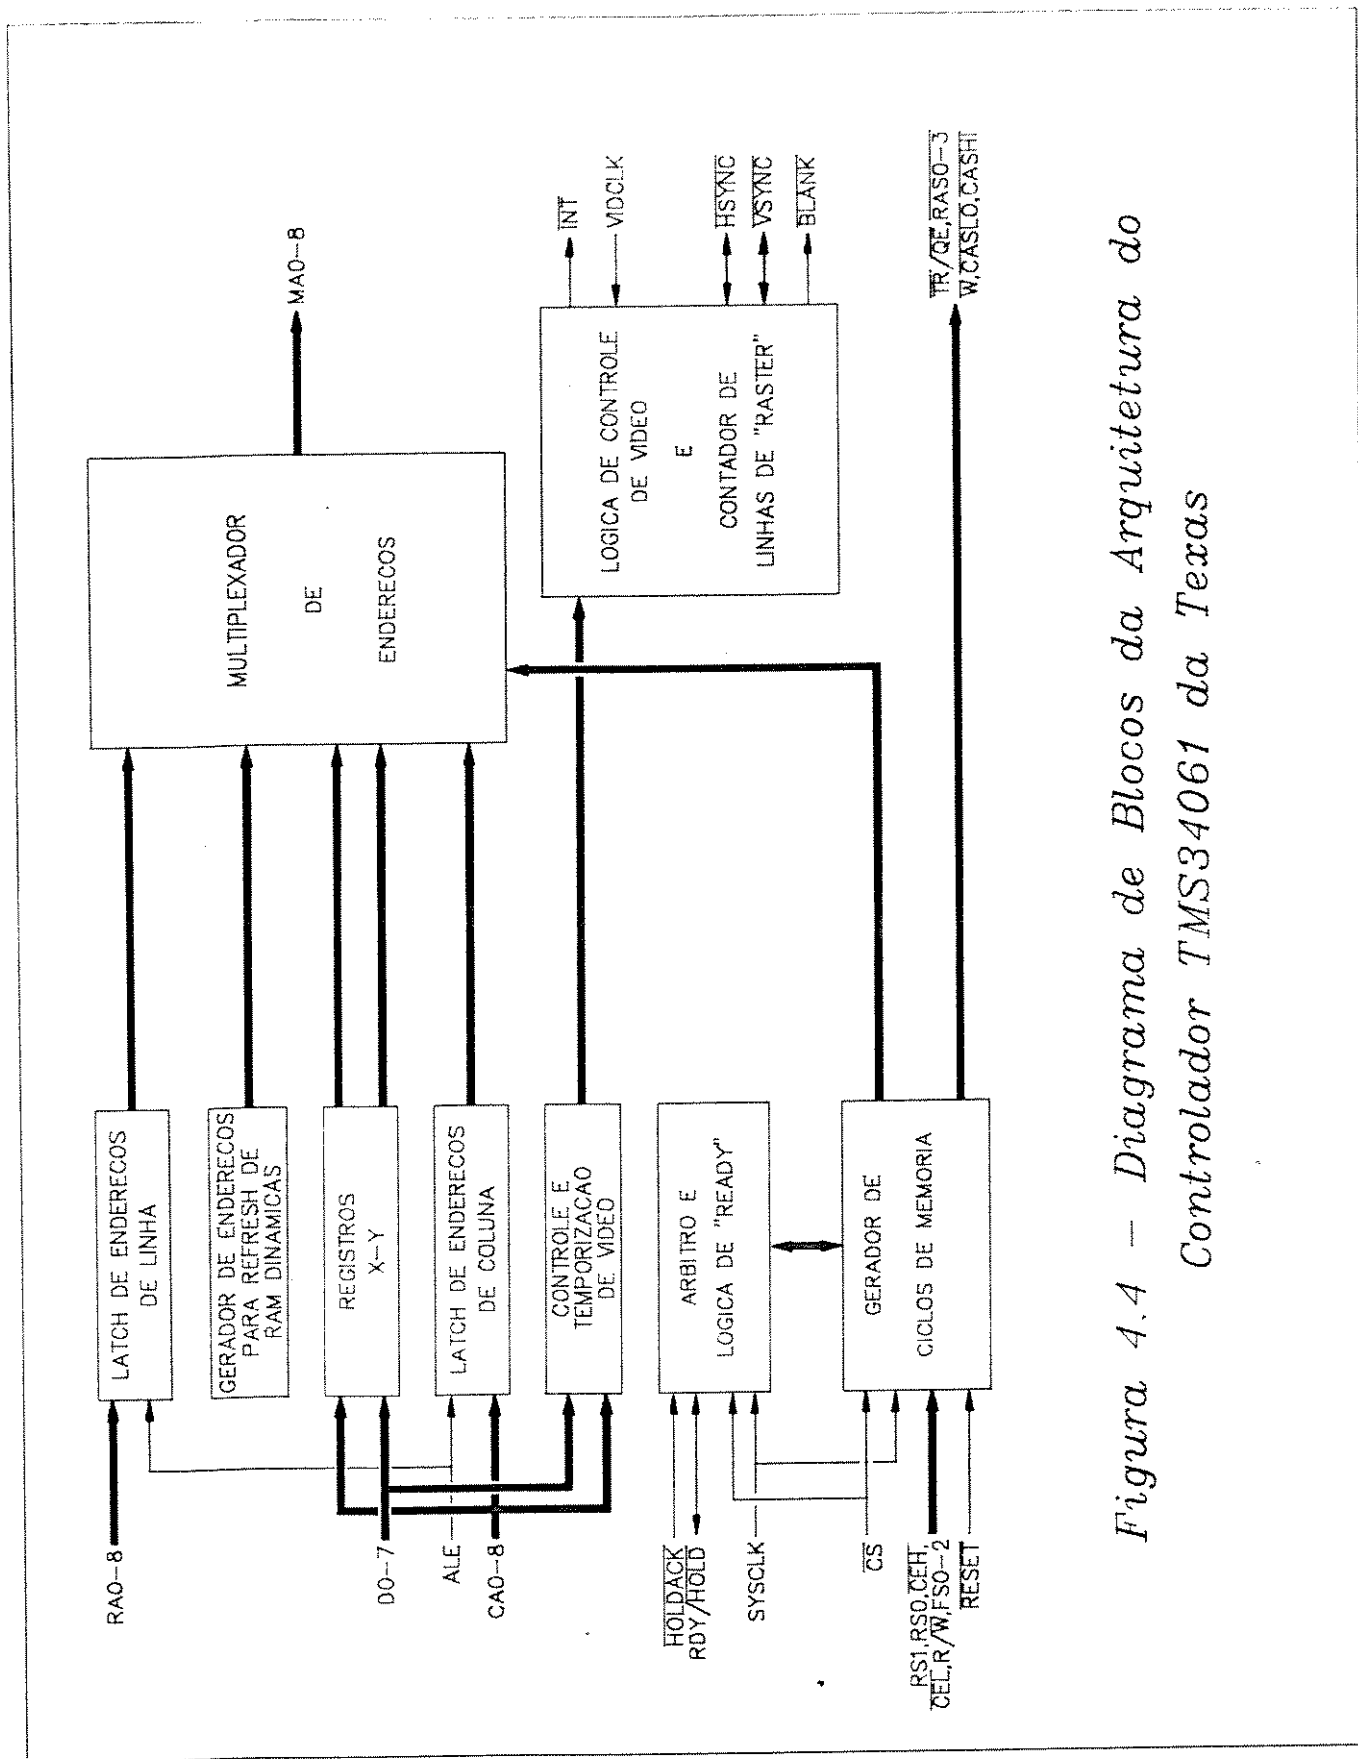 RA0-8
LATCH DE ENDERECOS
DE LINHA
GERADOR DE ENDERECOS
PARA REFRESH DE
RAM DINAMICAS
D0-7
REGISTROS
X-Y
ALE
CA0-8
LATCH DE ENDERECOS
DE COLUNA
CONTROLE E
TEMPORIZACAO
DE VIDEO
HOLDACK
RDY/HOLD
SYSCLK
ARBITRO E
LOGICA DE "READY"
CS
RS1,RS0,CEH,
CEL,R/W,FS0-2
RESET
GERADOR DE
CICLOS DE MEMORIA
MULTIPLEXADOR
DE
ENDERECOS
MA0-8
LOGICA DE CONTROLE
DE VIDEO
E
CONTADOR DE
LINHAS DE "RASTER"
INT
VIDCLK
HSYNC
VSYNC
BLANK
TR/QE,RAS0-3
W,CASLO,CASHI
Figura 4.4 - Diagrama de Blocos da Arquitetura do
Controlador TMS34061 da Texas